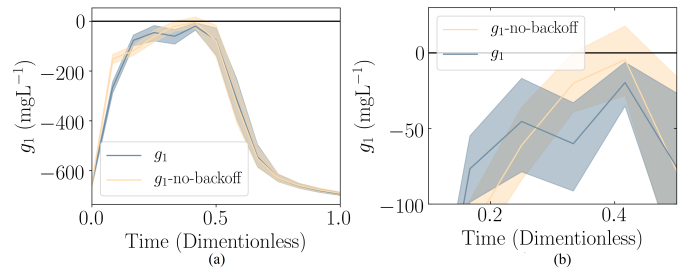 0
−200
−400
−600
g₁ (mgL⁻¹)
g₁
g₁-no-backoff
0.0
0.5
1.0
Time (Dimentionless)
(a)
0
−50
−100
g₁ (mgL⁻¹)
g₁-no-backoff
g₁
0.2
0.4
Time (Dimentionless)
(b)